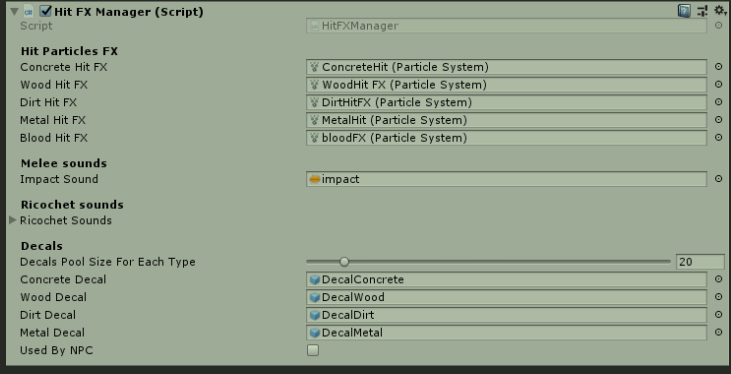 Hit FX Manager (Script)
Script HitFXManager
Hit Particles FX
Concrete Hit FX ConcreteHit (Particle System)
Wood Hit FX WoodHit FX (Particle System)
Dirt Hit FX DirtHitFX (Particle System)
Metal Hit FX MetalHit (Particle System)
Blood Hit FX bloodFX (Particle System)
Melee sounds
Impact Sound impact
Ricochet sounds
Ricochet Sounds
Decals
Decals Pool Size For Each Type 20
Concrete Decal DecalConcrete
Wood Decal DecalWood
Dirt Decal DecalDirt
Metal Decal DecalMetal
Used By NPC